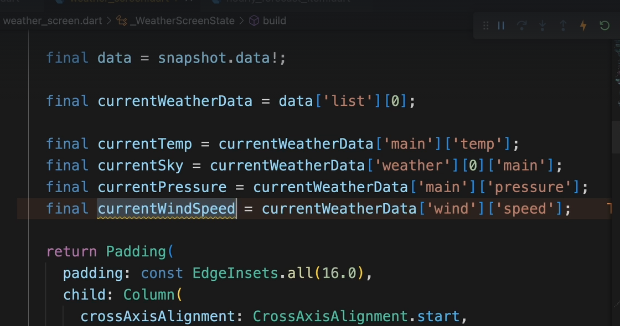 weather_screen.dart > _WeatherScreenState > build
final data = snapshot.data!;
final currentWeatherData = data['list'][0];
final currentTemp = currentWeatherData['main']['temp'];
final currentSky = currentWeatherData['weather'][0]['main'];
final currentPressure = currentWeatherData['main']['pressure'];
final currentWindSpeed = currentWeatherData['wind']['speed'];
return Padding(
padding: const EdgeInsets.all(16.0),
child: Column(
crossAxisAlignment: CrossAxisAlignment.start,